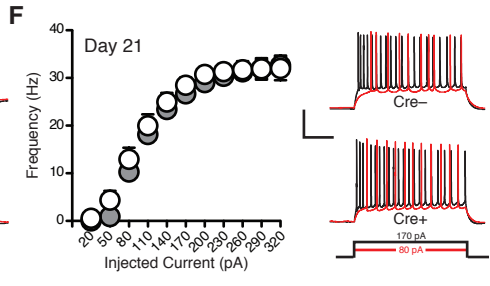 F
Day 21
Frequency (Hz)
40
30
20
10
0
20 50 80 110 140 170 200 230 260 290 320
Injected Current (pA)
Cre–
Cre+
170 pA
80 pA